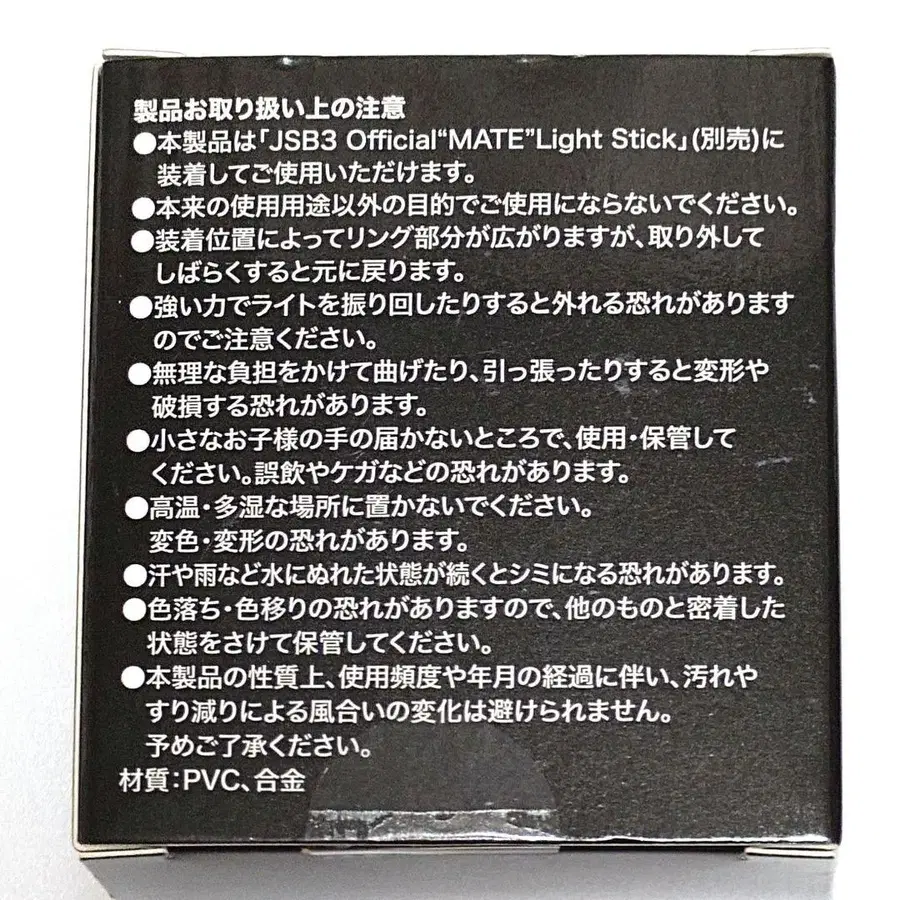 製品お取り扱い上の注意
●本製品は「JSB3 Official“MATE”Light Stick」(別売)に
装着してご使用いただけます。
●本来の使用用途以外の目的でご使用にならないでください。
●装着位置によってリング部分が広がりますが、取り外して
しばらくすると元に戻ります。
●強い力でライトを振り回したりすると外れる恐れがあります
のでご注意ください。
●無理な負担をかけて曲げたり、引っ張ったりすると変形や
破損する恐れがあります。
●小さなお子様の手の届かないところで、使用・保管して
ください。誤飲やケガなどの恐れがあります。
●高温・多湿な場所に置かないでください。
変色・変形の恐れがあります。
●汗や雨など水にぬれた状態が続くとシミになる恐れがあります。
●色落ち・色移りの恐れがありますので、他のものと密着した
状態をさけて保管してください。
●本製品の性質上、使用頻度や年月の経過に伴い、汚れや
すり減りによる風合いの変化は避けられません。
予めご了承ください。
材質：PVC、合金